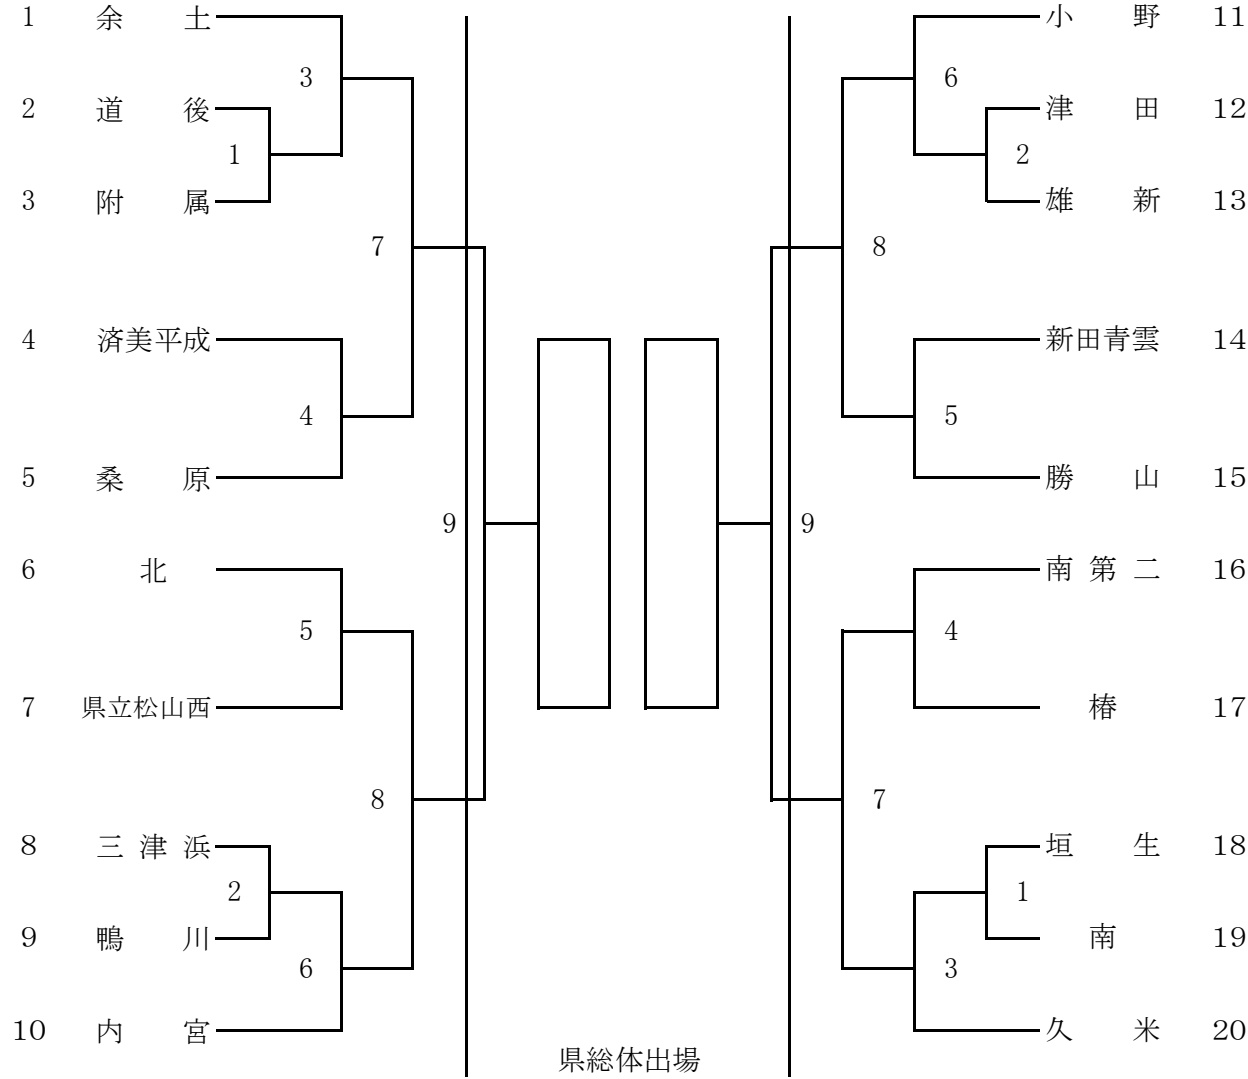 1 余土 小野 11
3 6
2 道後 津田 12
1 2
3 附属 雄新 13
7 8
4 済美平成 新田青雲 14
4 5
5 桑原 勝山 15
9 9
6 北 南第二 16
5 4
7 県立松山西 椿 17
8 7
8 三津浜 垣生 18
2 1
9 鴨川 南 19
6 3
10 内宮 久米 20
県総体出場